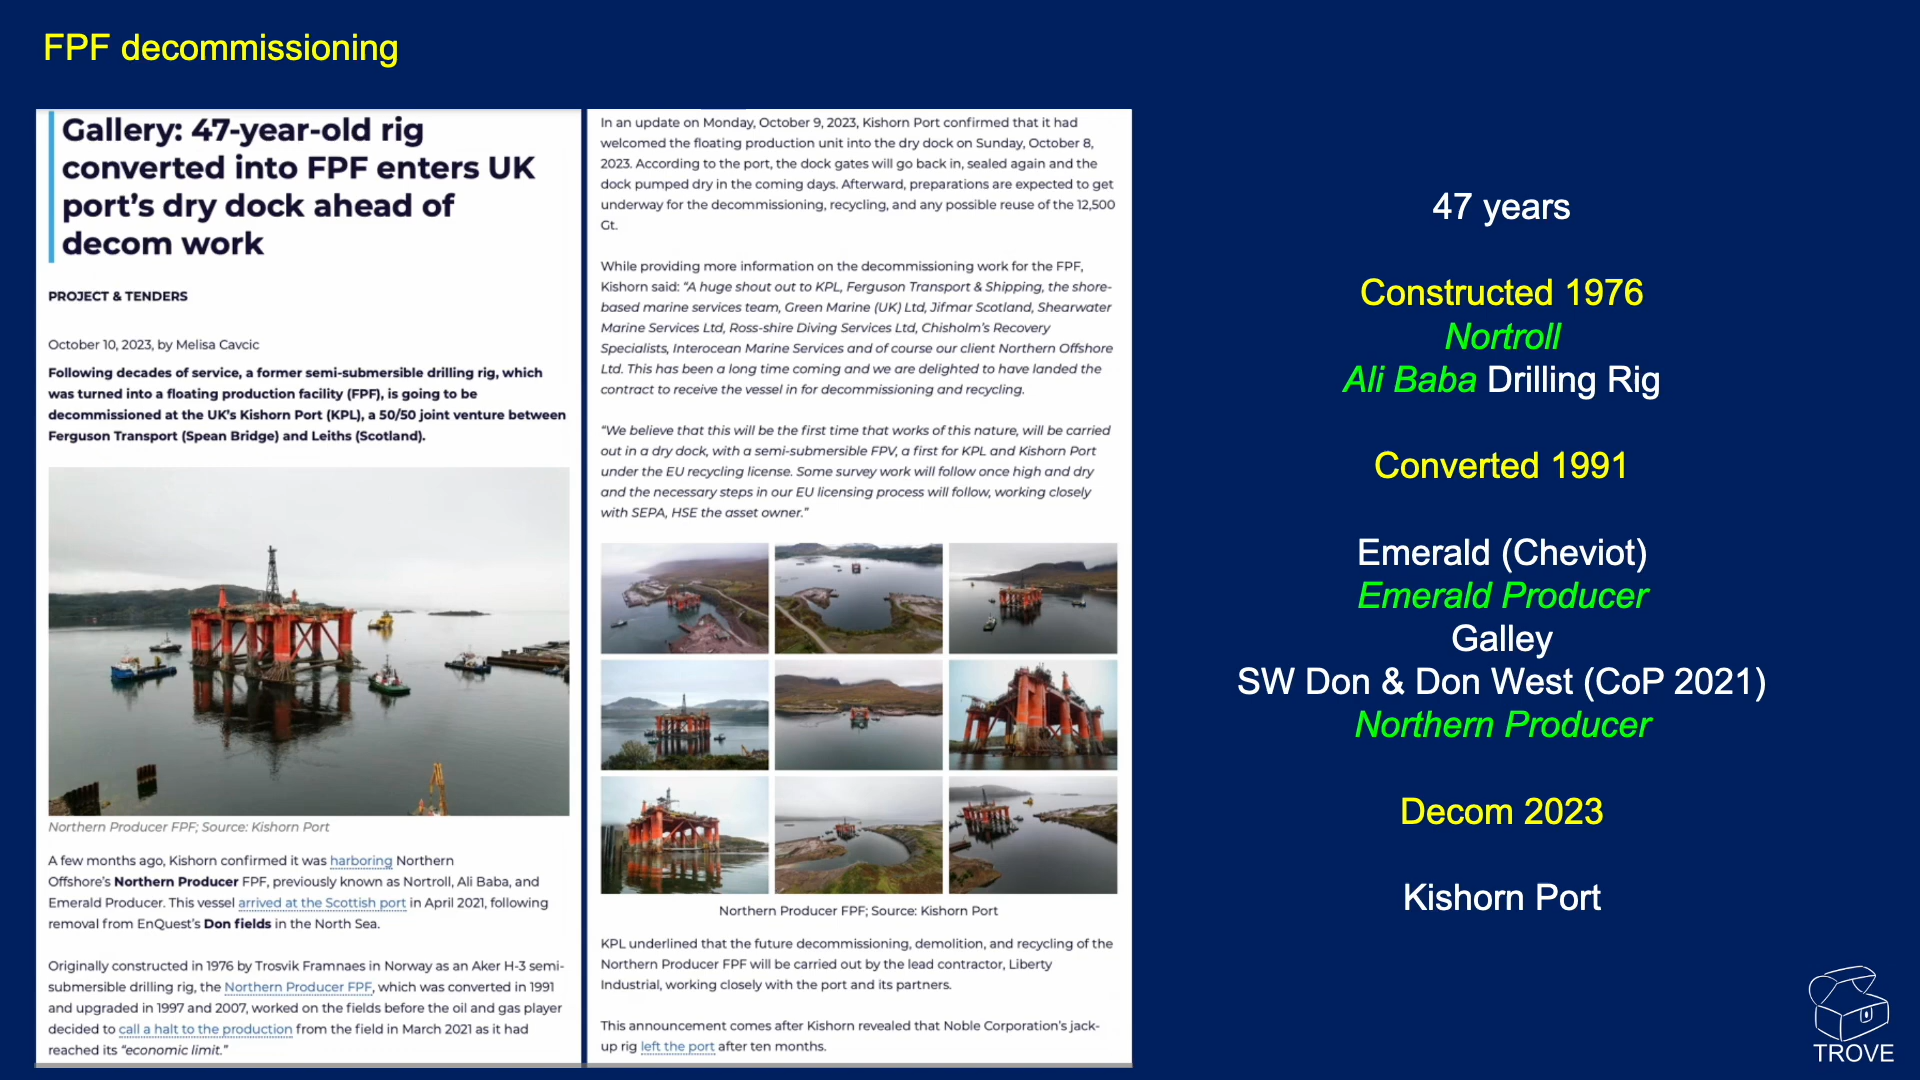 FPF decommissioning
Gallery: 47-year-old rig
converted into FPF enters UK
port’s dry dock ahead of
decom work
PROJECT & TENDERS
October 10, 2023, by Melisa Cavcic
Following decades of service, a former semi-submersible drilling rig, which
was turned into a floating production facility (FPF), is going to be
decommissioned at the UK’s Kishorn Port (KPL), a 50/50 joint venture between
Ferguson Transport (Spean Bridge) and Leiths (Scotland).
Northern Producer FPF; Source: Kishorn Port
A few months ago, Kishorn confirmed it was harboring Northern
Offshore’s Northern Producer FPF, previously known as Nortroll, Ali Baba, and
Emerald Producer. This vessel arrived at the Scottish port in April 2021, following
removal from EnQuest’s Don fields in the North Sea.
Originally constructed in 1976 by Trosvik Framnaes in Norway as an Aker H-3 semi-
submersible drilling rig, the Northern Producer FPF, which was converted in 1991
and upgraded in 1997 and 2007, worked on the fields before the oil and gas player
decided to call a halt to the production from the field in March 2021 as it had
reached its “economic limit.”
In an update on Monday, October 9, 2023, Kishorn Port confirmed that it had
welcomed the floating production unit into the dry dock on Sunday, October 8,
2023. According to the port, the dock gates will go back in, sealed again and the
dock pumped dry in the coming days. Afterward, preparations are expected to get
underway for the decommissioning, recycling, and any possible reuse of the 12,500
Gt.
While providing more information on the decommissioning work for the FPF,
Kishorn said: “A huge shout out to KPL, Ferguson Transport & Shipping, the shore-
based marine services team, Green Marine (UK) Ltd, Jifmar Scotland, Shearwater
Marine Services Ltd, Ross-shire Diving Services Ltd, Chisholm’s Recovery
Specialists, Interocean Marine Services and of course our client Northern Offshore
Ltd. This has been a long time coming and we are delighted to have landed the
contract to receive the vessel in for decommissioning and recycling.
“We believe that this will be the first time that works of this nature, will be carried
out in a dry dock, with a semi-submersible FPV, a first for KPL and Kishorn Port
under the EU recycling license. Some survey work will follow once high and dry
and the necessary steps in our EU licensing process will follow, working closely
with SEPA, HSE the asset owner.”
Northern Producer FPF; Source: Kishorn Port
KPL underlined that the future decommissioning, demolition, and recycling of the
Northern Producer FPF will be carried out by the lead contractor, Liberty
Industrial, working closely with the port and its partners.
This announcement comes after Kishorn revealed that Noble Corporation’s jack-
up rig left the port after ten months.
47 years
Constructed 1976
Nortroll
Ali Baba Drilling Rig
Converted 1991
Emerald (Cheviot)
Emerald Producer
Galley
SW Don & Don West (CoP 2021)
Northern Producer
Decom 2023
Kishorn Port
TROVE